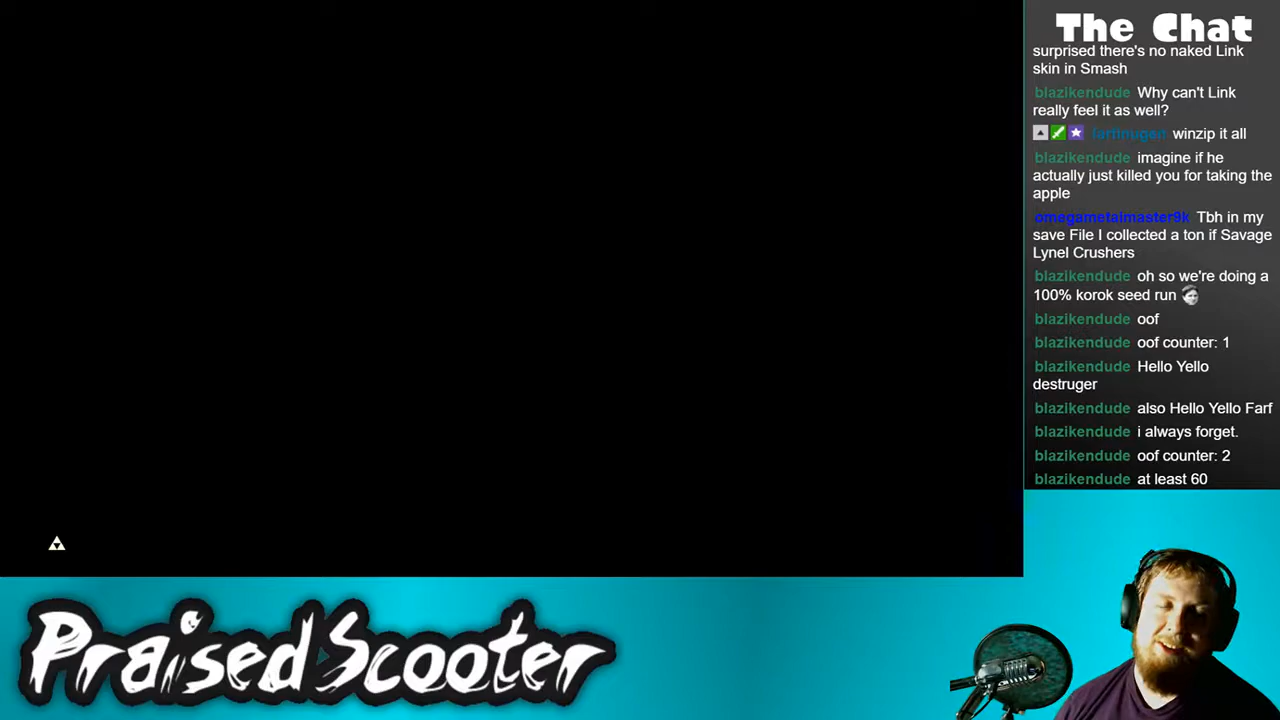 The Chat
surprised there's no naked Link
skin in Smash
blazikendude Why can't Link
really feel it as well?
farfinugen winzip it all
blazikendude imagine if he
actually just killed you for taking the
apple
omegametalmaster9k Tbh in my
save File I collected a ton if Savage
Lynel Crushers
blazikendude oh so we're doing a
100% korok seed run
blazikendude oof
blazikendude oof counter: 1
blazikendude Hello Yello
destruger
blazikendude also Hello Yello Farf
blazikendude i always forget.
blazikendude oof counter: 2
blazikendude at least 60
PraisedScooter